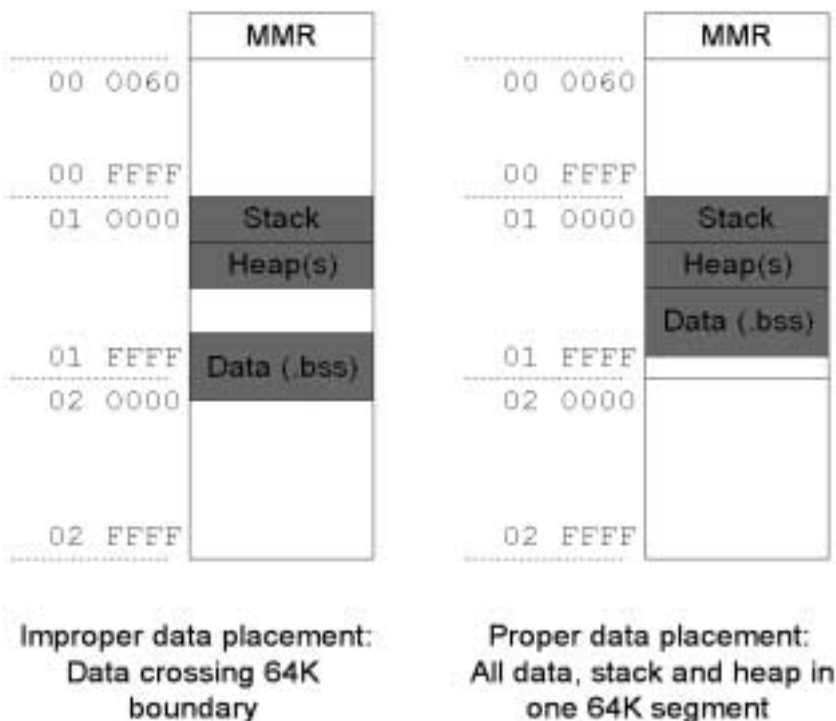 MMR
00 0060
00 FFFF
01 0000
Stack
Heap(s)
01 FFFF
Data (.bss)
02 0000
02 FFFF
Improper data placement:
Data crossing 64K
boundary
MMR
00 0060
00 FFFF
01 0000
Stack
Heap(s)
Data (.bss)
01 FFFF
02 0000
02 FFFF
Proper data placement:
All data, stack and heap in
one 64K segment